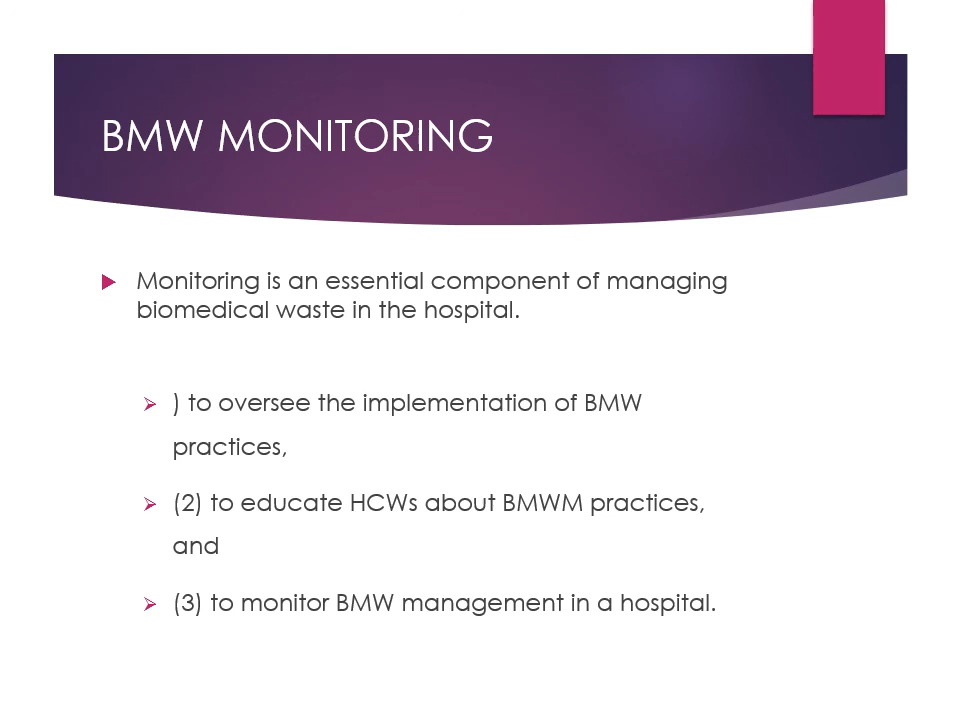 BMW MONITORING
Monitoring is an essential component of managing
biomedical waste in the hospital.
) to oversee the implementation of BMW
practices,
(2) to educate HCWs about BMWM practices,
and
(3) to monitor BMW management in a hospital.